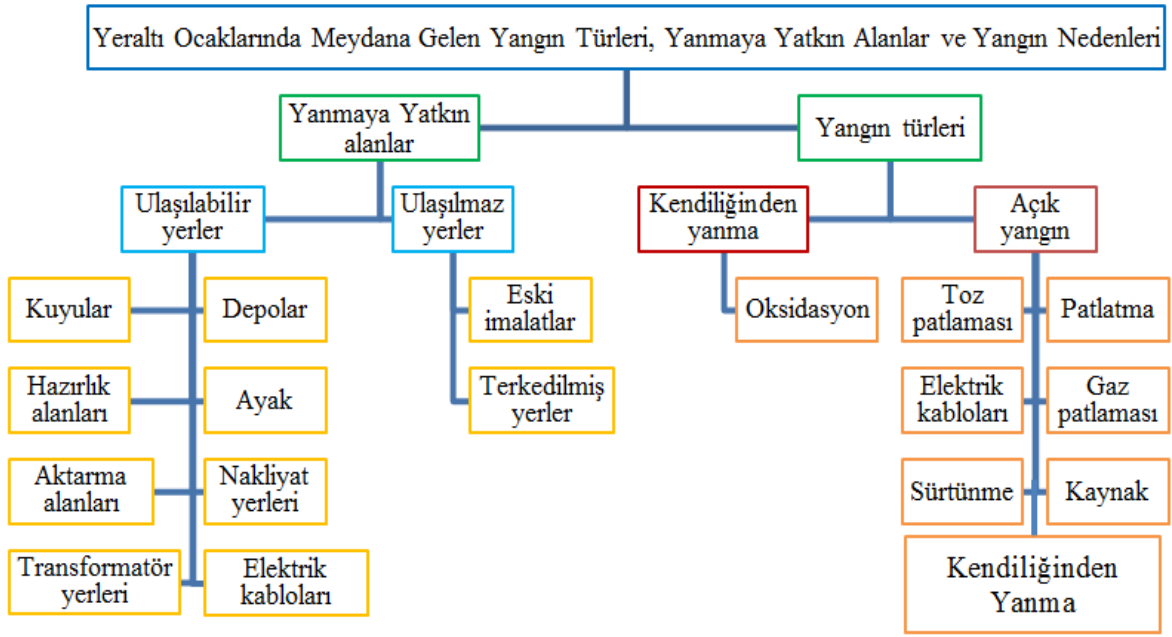 Yeraltı Ocaklarında Meydana Gelen Yangın Türleri, Yanmaya Yatkın Alanlar ve Yangın Nedenleri
Yanmaya Yatkın
alanlar
Yangın türleri
Ulaşılabilir
yerler
Ulaşılmaz
yerler
Kendiliğinden
yanma
Açık
yangın
Kuyular
Depolar
Hazırlık
alanları
Ayak
Aktarma
alanları
Nakliyat
yerleri
Transformatör
yerleri
Elektrik
kabloları
Eski
imalatlar
Terkedilmiş
yerler
Oksidasyon
Toz
patlaması
Patlatma
Elektrik
kabloları
Gaz
patlaması
Sürtünme
Kaynak
Kendiliğinden
Yanma